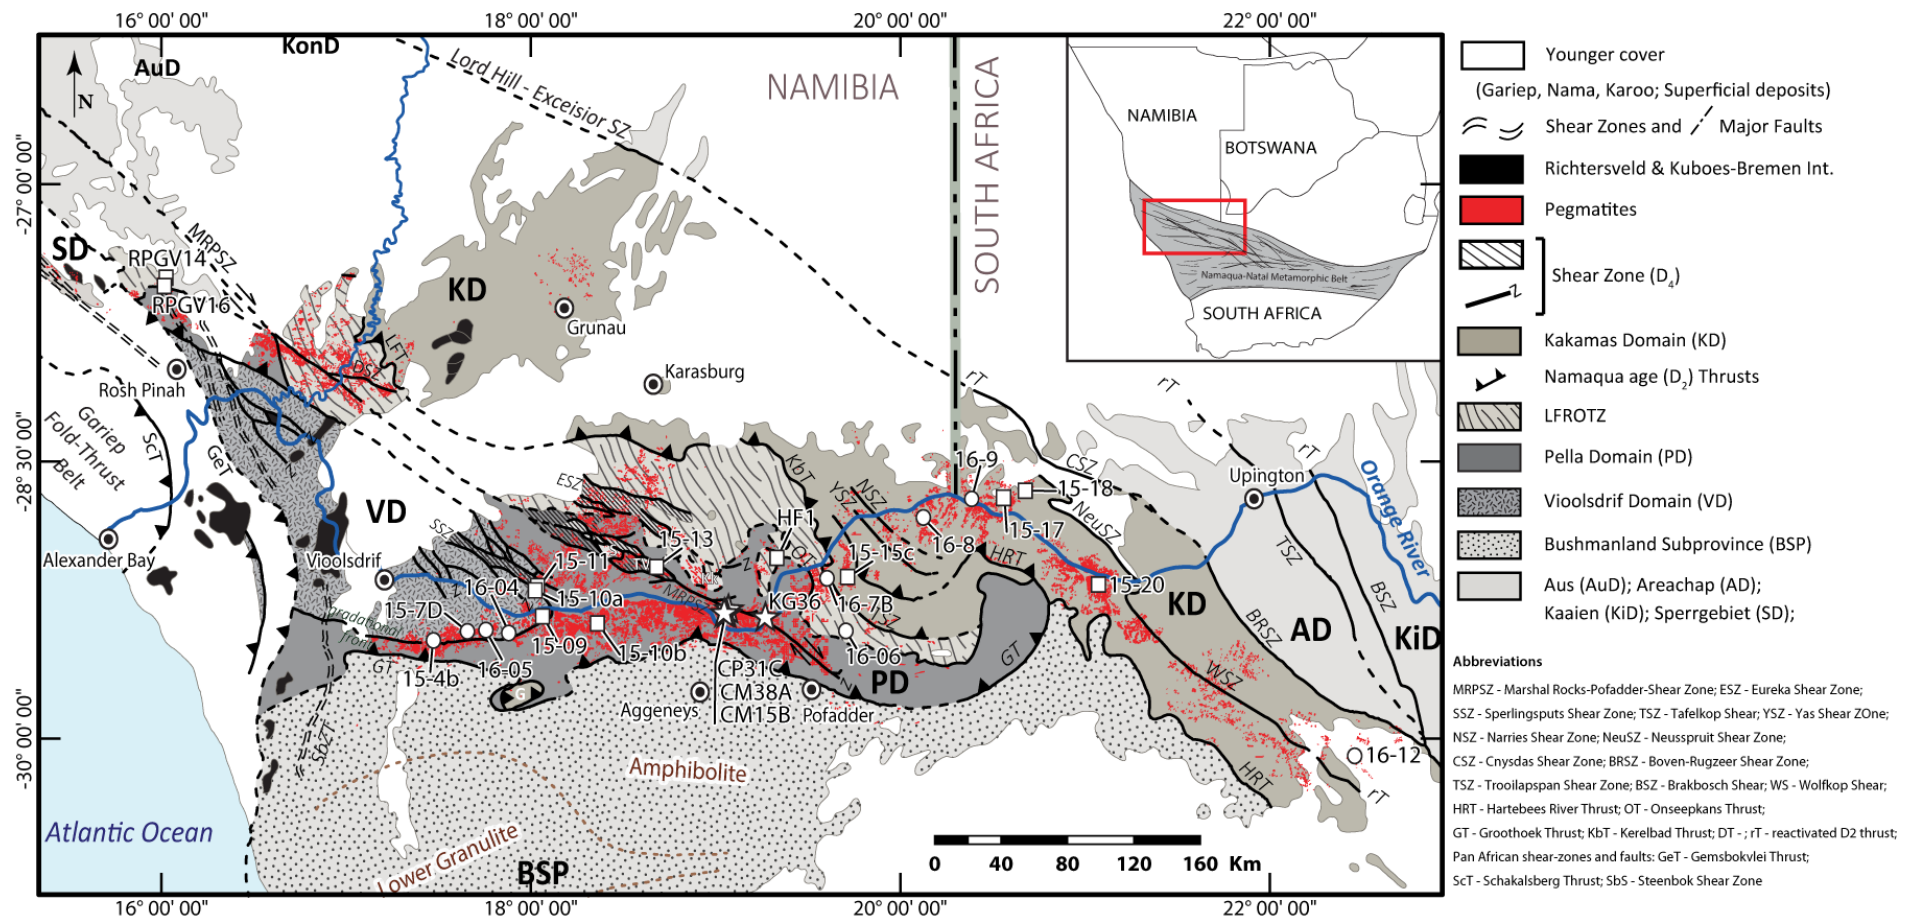 16° 00' 00"
18° 00' 00"
20° 00' 00"
22° 00' 00"
KonD
AuD
N
Lord Hill - Exceisior SZ
NAMIBIA
SOUTH AFRICA
NAMIBIA
BOTSWANA
Namaqua-Natal Metamorphic Belt
SOUTH AFRICA
-27° 00' 00"
-28° 30' 00"
-30° 00' 00"
SD
MRPSZ
RPGV14
RPGV16
KD
Grunau
LFT
DSZ
Karasburg
Rosh Pinah
Gariep
Fold-Thrust
Belt
ScT
GeT
Z
rT
rT
rT
KbT
CSZ
Upington
Orange River
16-9
15-18
ESZ
YSZ
NSZ
VD
SSZ
HF1
15-13
15-17
NeuSZ
Alexander Bay
Vioolsdrif
15-11
OT
15-15c
16-8
HRT
TSZ
BSZ
16-04
15-10a
Z
MRPSZ
Z
15-20
15-7D
KG36
16-7B
KD
gradational
front
15-09
15-10b
16-06
BRSZ
AD
KiD
GT
15-4b
16-05
G
CP31C
CM38A
CM15B
Z
PD
GT
WSZ
Aggeneys
Pofadder
SbZT
Amphibolite
16-12
HRT
rT
Atlantic Ocean
Lower Granulite
BSP
0 40 80 120 160 Km
16° 00' 00"
18° 00' 00"
20° 00' 00"
22° 00' 00"
Younger cover
(Gariep, Nama, Karoo; Superficial deposits)
Shear Zones and Major Faults
Richtersveld & Kuboes-Bremen Int.
Pegmatites
Shear Zone (D4)
Z
Kakamas Domain (KD)
Namaqua age (D2) Thrusts
LFROTZ
Pella Domain (PD)
Vioolsdrif Domain (VD)
Bushmanland Subprovince (BSP)
Aus (AuD); Areachap (AD);
Kaaien (KiD); Sperrgebiet (SD);
Abbreviations
MRPSZ - Marshal Rocks-Pofadder-Shear Zone; ESZ - Eureka Shear Zone;
SSZ - Sperlingsputs Shear Zone; TSZ - Tafelkop Shear; YSZ - Yas Shear ZOne;
NSZ - Narries Shear Zone; NeuSZ - Neusspruit Shear Zone;
CSZ - Cnysdas Shear Zone; BRSZ - Boven-Rugzeer Shear Zone;
TSZ - Trooilapspan Shear Zone; BSZ - Brakbosch Shear; WS - Wolfkop Shear;
HRT - Hartebees River Thrust; OT - Onseepkans Thrust;
GT - Groothoek Thrust; KbT - Kerelbad Thrust; DT - ; rT - reactivated D2 thrust;
Pan African shear-zones and faults: GeT - Gemsbokvlei Thrust;
ScT - Schakalsberg Thrust; SbS - Steenbok Shear Zone